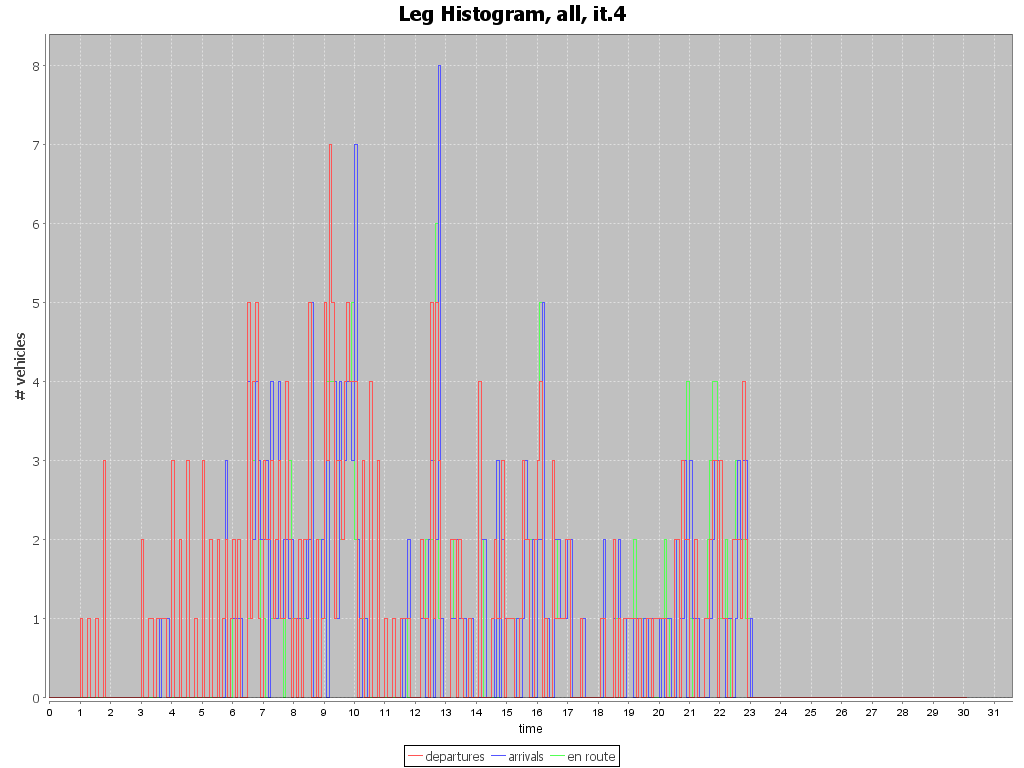 Leg Histogram, all, it.4
# vehicles
8
7
6
5
4
3
2
1
0
0 1 2 3 4 5 6 7 8 9 10 11 12 13 14 15 16 17 18 19 20 21 22 23 24 25 26 27 28 29 30 31
time
departures arrivals en route